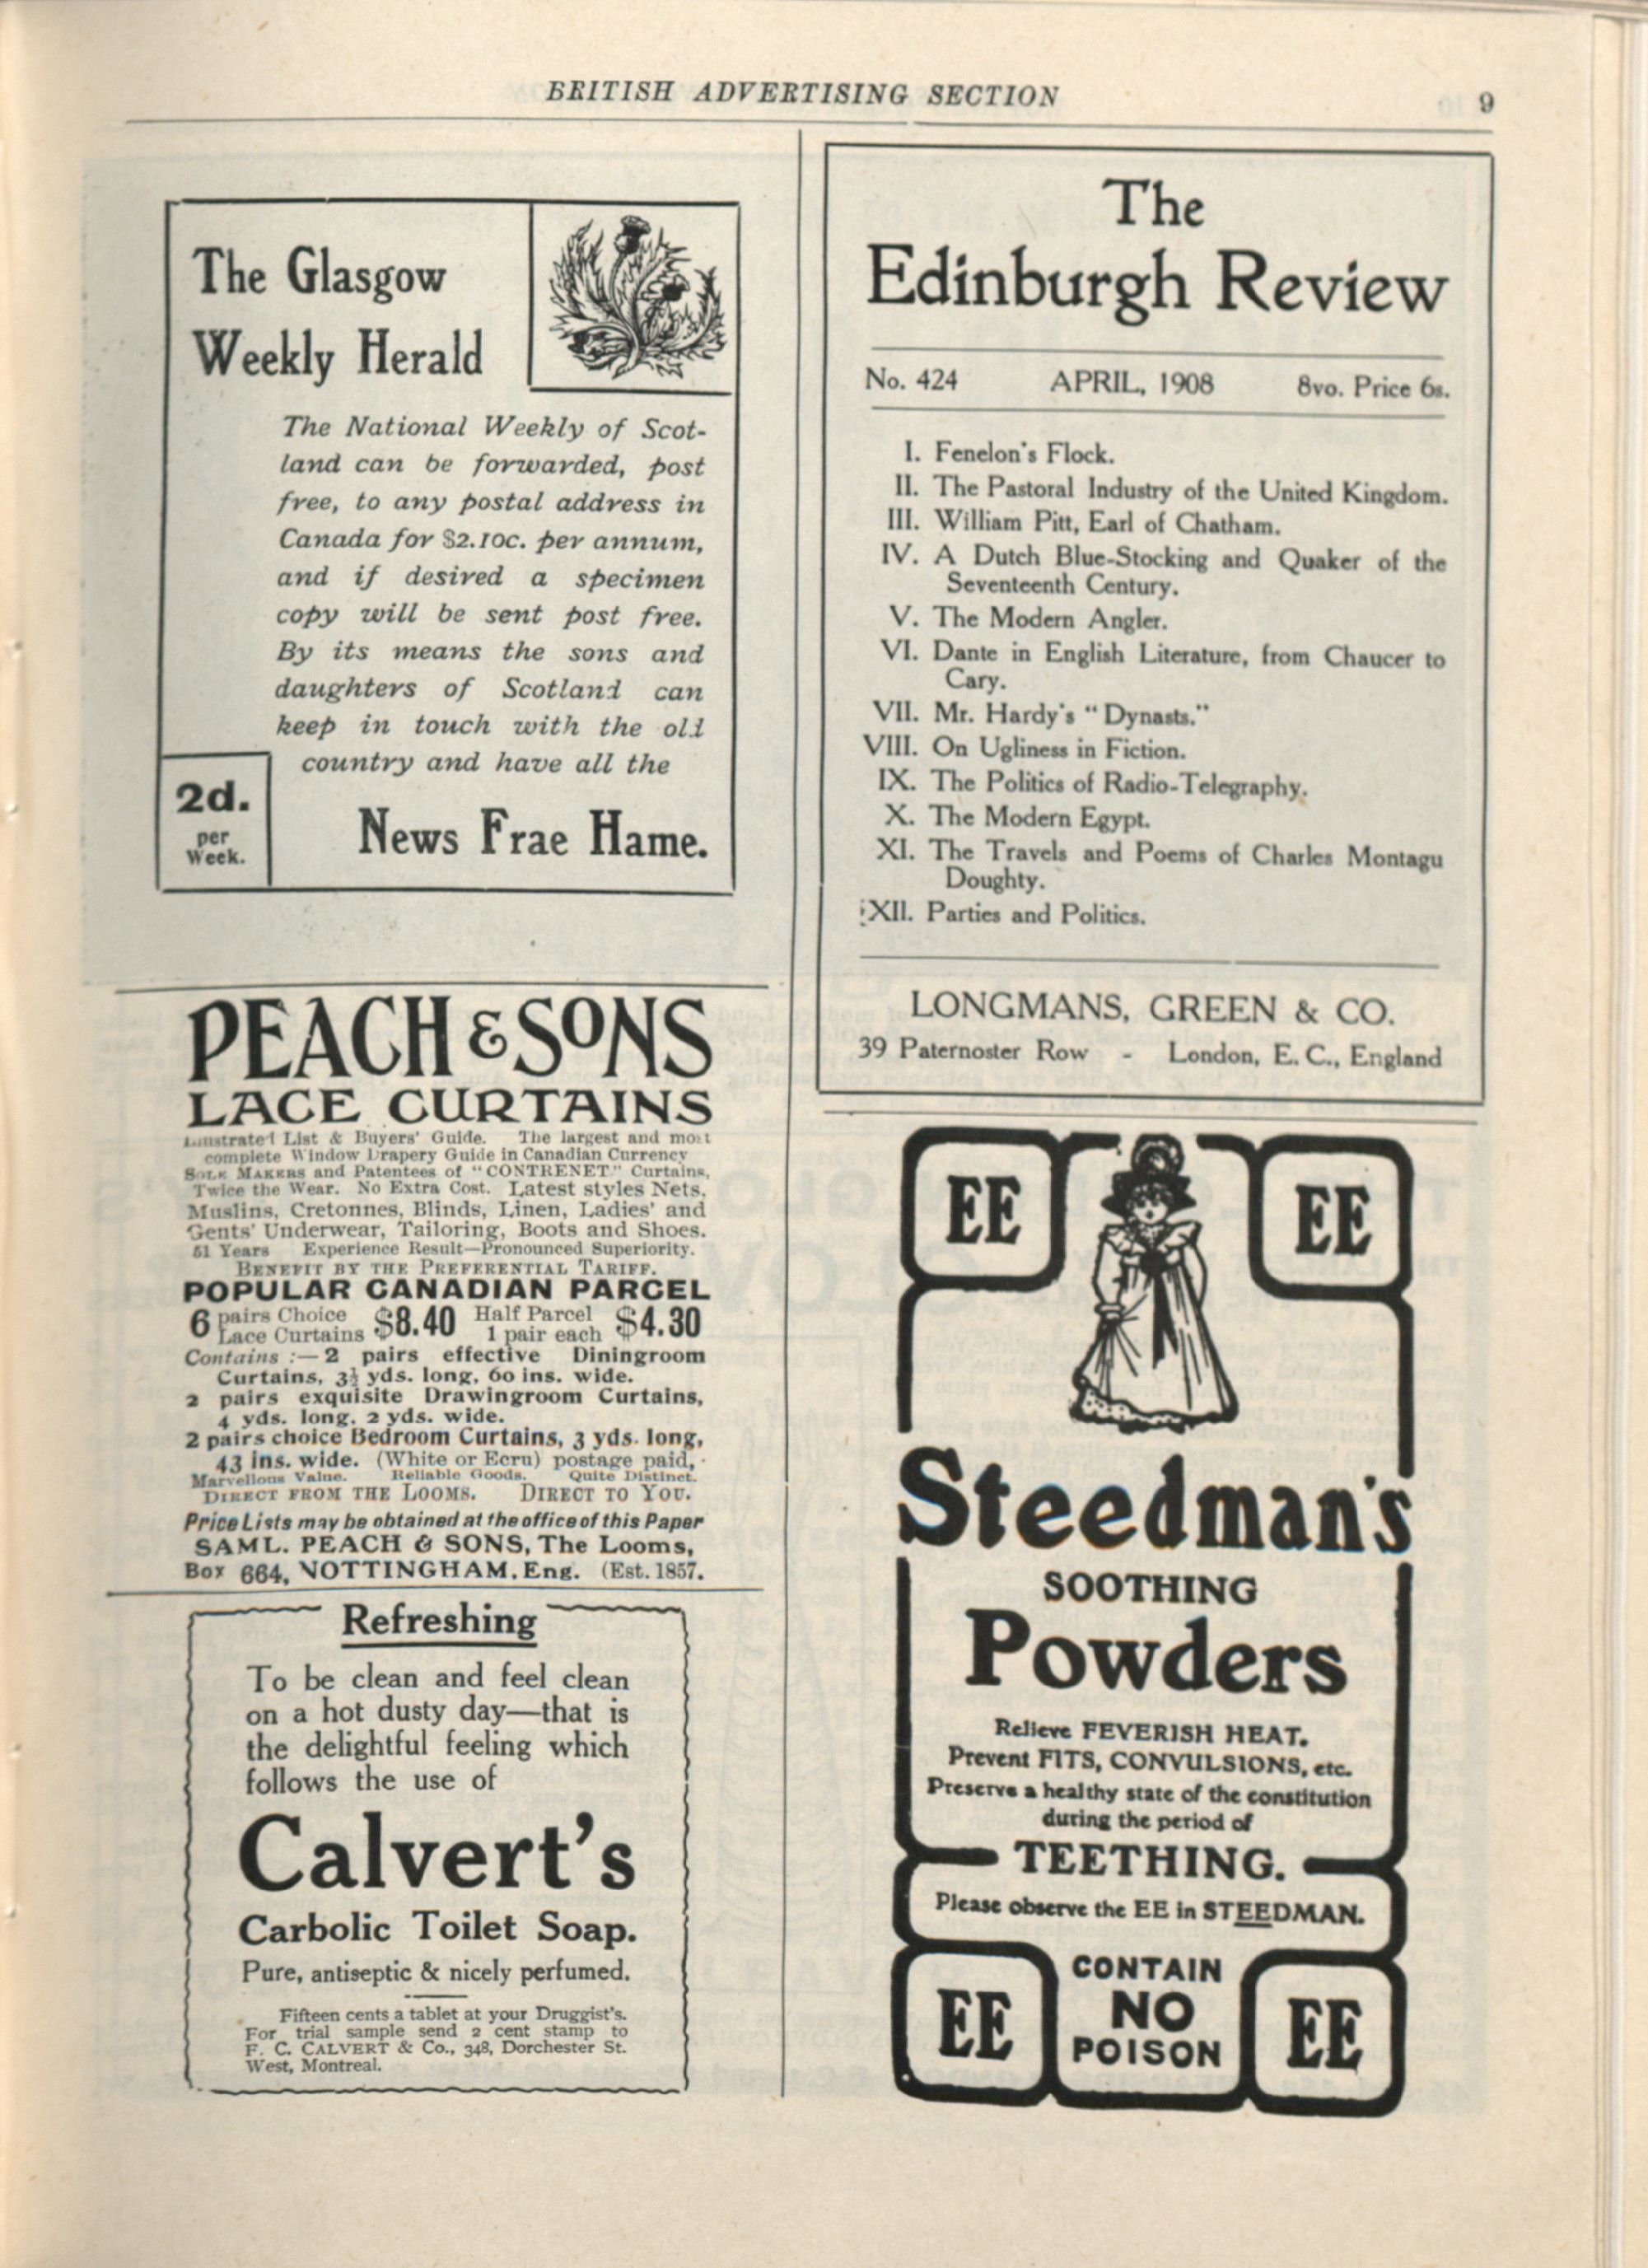 BRITISH ADVERTISING SECTION
9
The Glasgow
Weekly Herald
The National Weekly of Scot-
land can be forwarded, post
free, to any postal address in
Canada for $2.10c. per annum,
and if desired a specimen
copy will be sent post free.
By its means the sons and
daughters of Scotland can
keep in touch with the old
country and have all the
News Frae Hame.
2d.
per
Week.
PEACH & SONS
LACE CURTAINS
Illustrated List & Buyers' Guide. The largest and most
complete Window Drapery Guide in Canadian Currency
SOLE MAKERS and Patentees of "CONTRENET" Curtains,
Twice the Wear. No Extra Cost. Latest styles Nets,
Muslins, Cretonnes, Blinds, Linen, Ladies' and
Gents' Underwear, Tailoring, Boots and Shoes.
51 Years Experience Result—Pronounced Superiority.
BENEFIT BY THE PREFERENTIAL TARIFF.
POPULAR CANADIAN PARCEL
6 pairs Choice Lace Curtains $8.40 Half Parcel 1 pair each $4.30
Contains :— 2 pairs effective Diningroom
Curtains, 3½ yds. long, 60 ins. wide.
2 pairs exquisite Drawingroom Curtains,
4 yds. long, 2 yds. wide.
2 pairs choice Bedroom Curtains, 3 yds. long,
43 ins. wide. (White or Ecru) postage paid,
Marvellous Value. Reliable Goods. Quite Distinct.
DIRECT FROM THE LOOMS. DIRECT TO YOU.
Price Lists may be obtained at the office of this Paper
SAML. PEACH & SONS, The Looms,
Box 664, NOTTINGHAM, Eng. (Est. 1857.
Refreshing
To be clean and feel clean
on a hot dusty day—that is
the delightful feeling which
follows the use of
Calvert's
Carbolic Toilet Soap.
Pure, antiseptic & nicely perfumed.
Fifteen cents a tablet at your Druggist's.
For trial sample send 2 cent stamp to
F. C. CALVERT & Co., 348, Dorchester St.
West, Montreal.
The
Edinburgh Review
No. 424 APRIL, 1908 8vo. Price 6s.
I. Fenelon's Flock.
II. The Pastoral Industry of the United Kingdom.
III. William Pitt, Earl of Chatham.
IV. A Dutch Blue-Stocking and Quaker of the
Seventeenth Century.
V. The Modern Angler.
VI. Dante in English Literature, from Chaucer to
Cary.
VII. Mr. Hardy's "Dynasts."
VIII. On Ugliness in Fiction.
IX. The Politics of Radio-Telegraphy.
X. The Modern Egypt.
XI. The Travels and Poems of Charles Montagu
Doughty.
XII. Parties and Politics.
LONGMANS, GREEN & CO.
39 Paternoster Row - London, E. C., England
EE EE
Steedman's
SOOTHING
Powders
Relieve FEVERISH HEAT.
Prevent FITS, CONVULSIONS, etc.
Preserve a healthy state of the constitution
during the period of
TEETHING.
Please observe the EE in STEEDMAN.
CONTAIN
EE NO EE
POISON